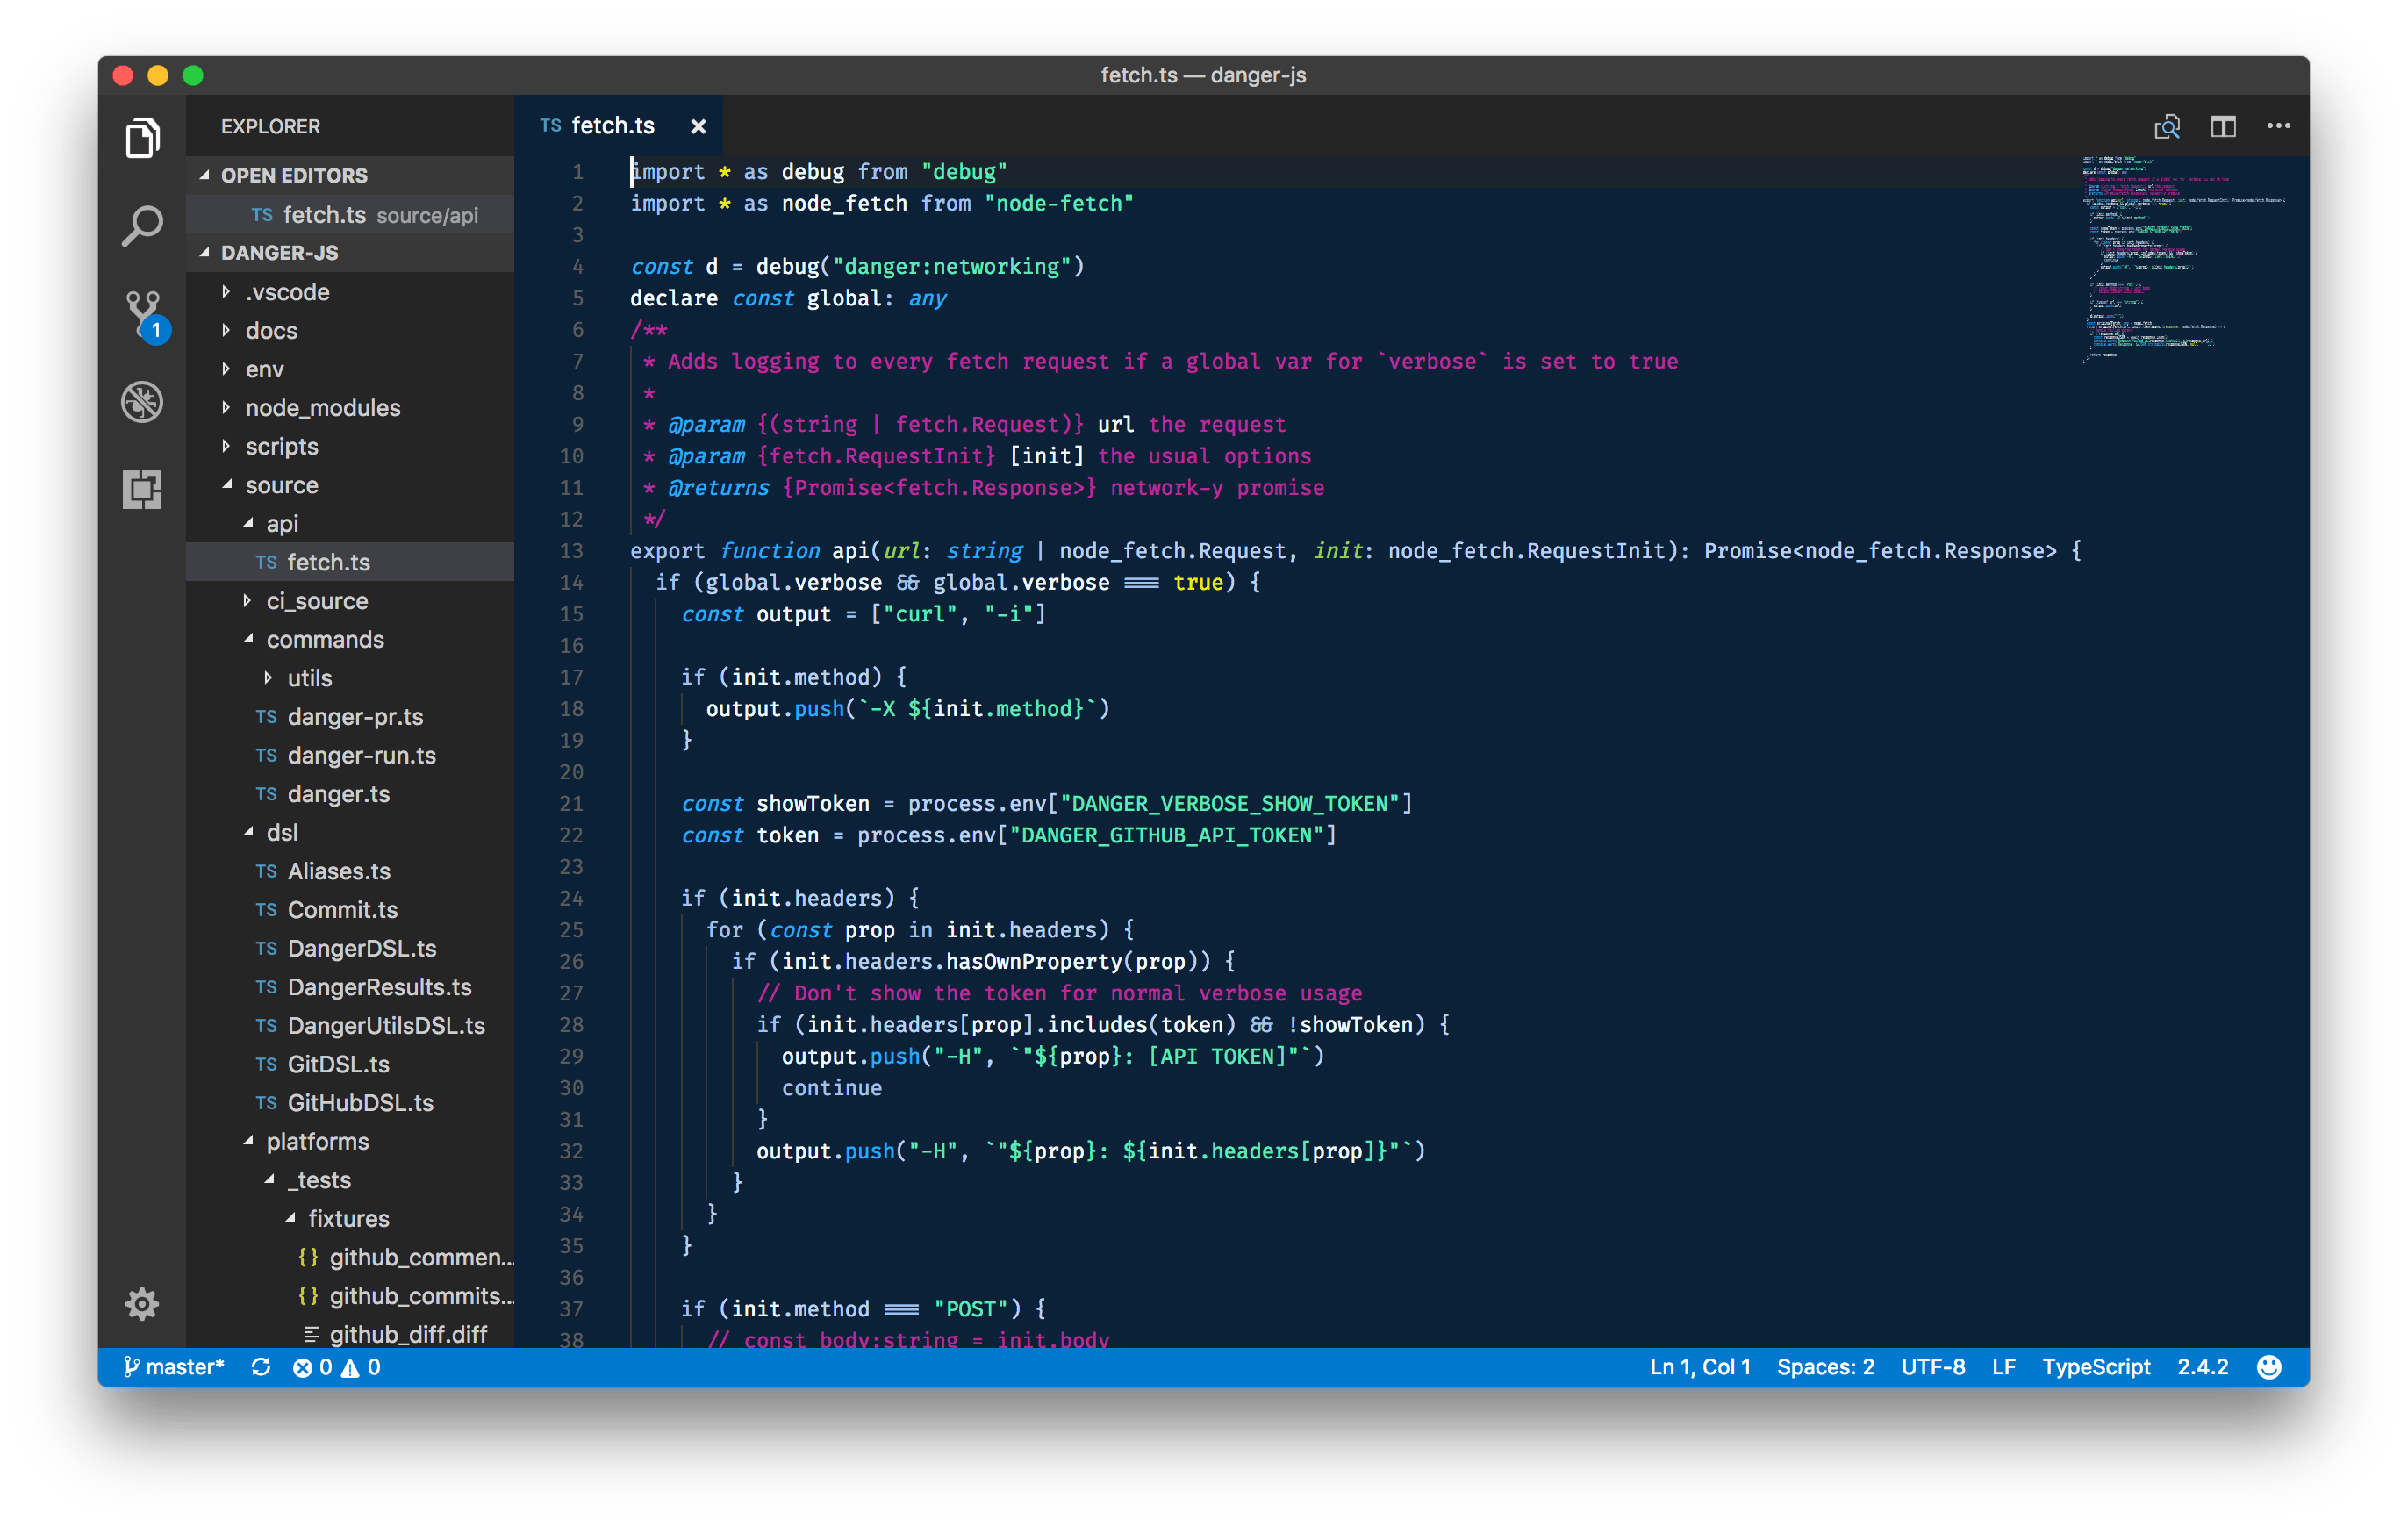 fetch.ts — danger-js
EXPLORER
OPEN EDITORS
TS fetch.ts source/api
DANGER-JS
.vscode
docs
env
node_modules
scripts
source
api
TS fetch.ts
ci_source
commands
utils
TS danger-pr.ts
TS danger-run.ts
TS danger.ts
dsl
TS Aliases.ts
TS Commit.ts
TS DangerDSL.ts
TS DangerResults.ts
TS DangerUtilsDSL.ts
TS GitDSL.ts
TS GitHubDSL.ts
platforms
_tests
fixtures
{} github_commen...
{} github_commits...
github_diff.diff
1
TS fetch.ts ×
1 import * as debug from "debug"
2 import * as node_fetch from "node-fetch"
3
4 const d = debug("danger:networking")
5 declare const global: any
6 /**
7 * Adds logging to every fetch request if a global var for `verbose` is set to true
8 *
9 * @param {(string | fetch.Request)} url the request
10 * @param {fetch.RequestInit} [init] the usual options
11 * @returns {Promise<fetch.Response>} network-y promise
12 */
13 export function api(url: string | node_fetch.Request, init: node_fetch.RequestInit): Promise<node_fetch.Response> {
14 if (global.verbose && global.verbose === true) {
15 const output = ["curl", "-i"]
16
17 if (init.method) {
18 output.push(`-X ${init.method}`)
19 }
20
21 const showToken = process.env["DANGER_VERBOSE_SHOW_TOKEN"]
22 const token = process.env["DANGER_GITHUB_API_TOKEN"]
23
24 if (init.headers) {
25 for (const prop in init.headers) {
26 if (init.headers.hasOwnProperty(prop)) {
27 // Don't show the token for normal verbose usage
28 if (init.headers[prop].includes(token) && !showToken) {
29 output.push("-H", `"${prop}: [API TOKEN]"`)
30 continue
31 }
32 output.push("-H", `"${prop}: ${init.headers[prop]}"`)
33 }
34 }
35 }
36
37 if (init.method === "POST") {
38 // const body:string = init.body
master* 0 0
Ln 1, Col 1 Spaces: 2 UTF-8 LF TypeScript 2.4.2